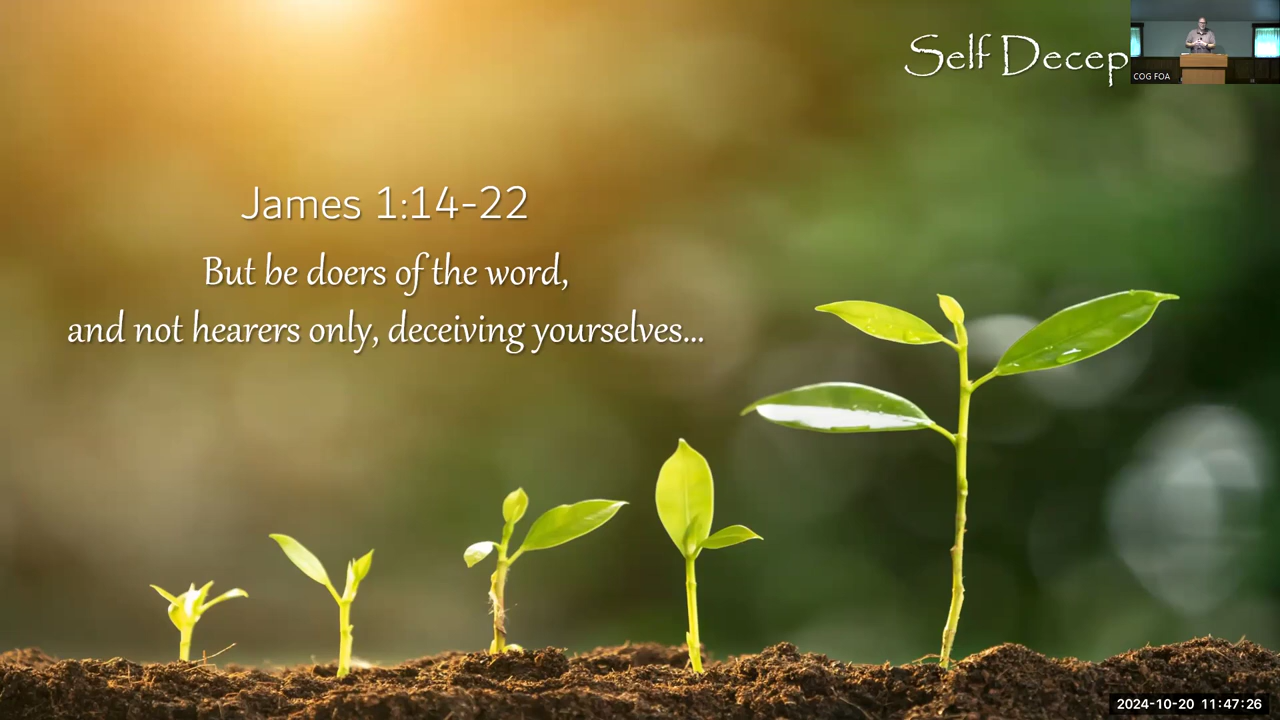 Self Decep
COG FOA
James 1:14-22
But be doers of the word,
and not hearers only, deceiving yourselves...
2024-10-20 11:47:26